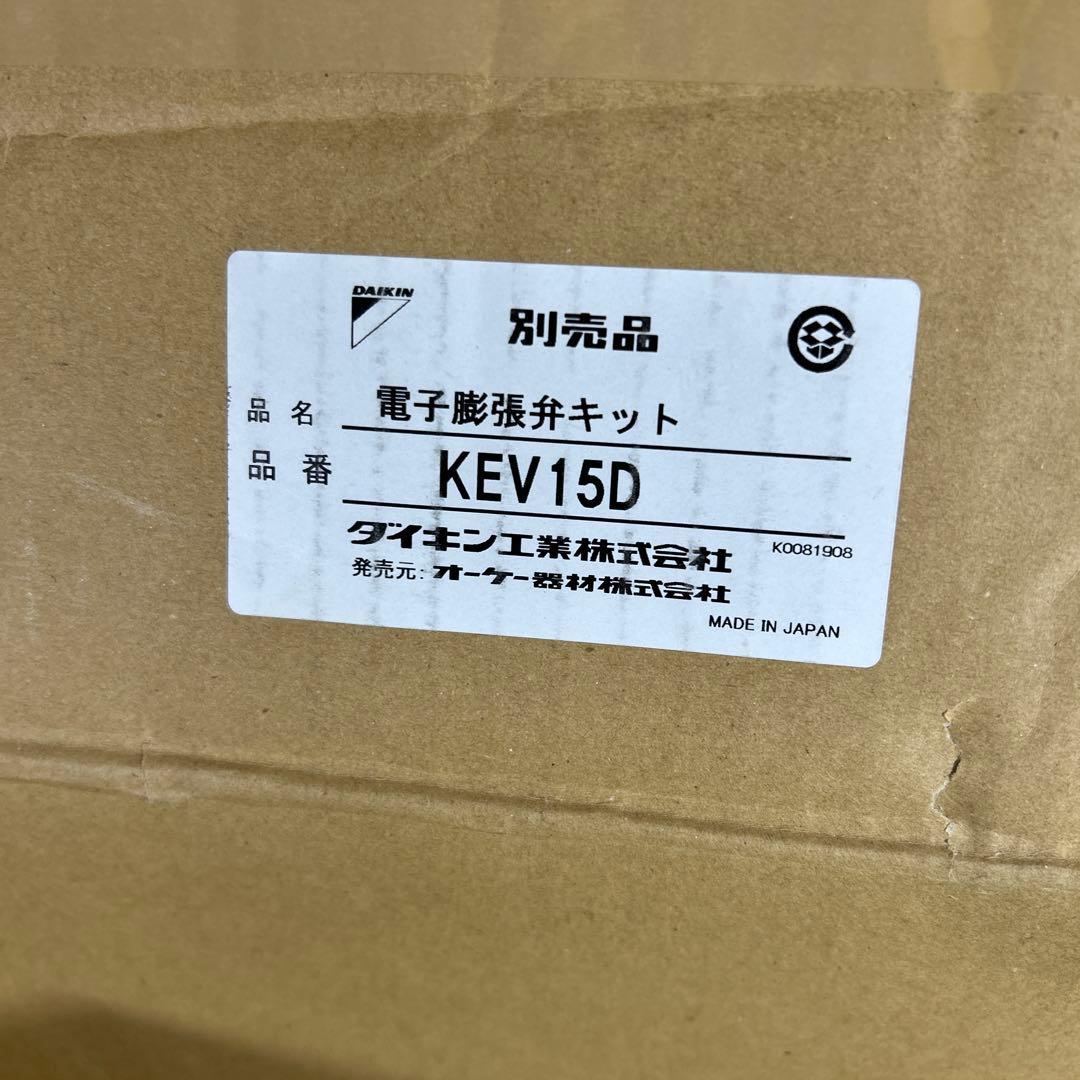 DAIKIN
別売品
品名 電子膨張弁キット
品番 KEV15D
ダイキン工業株式会社 K0081908
発売元:オーケー器材株式会社
MADE IN JAPAN